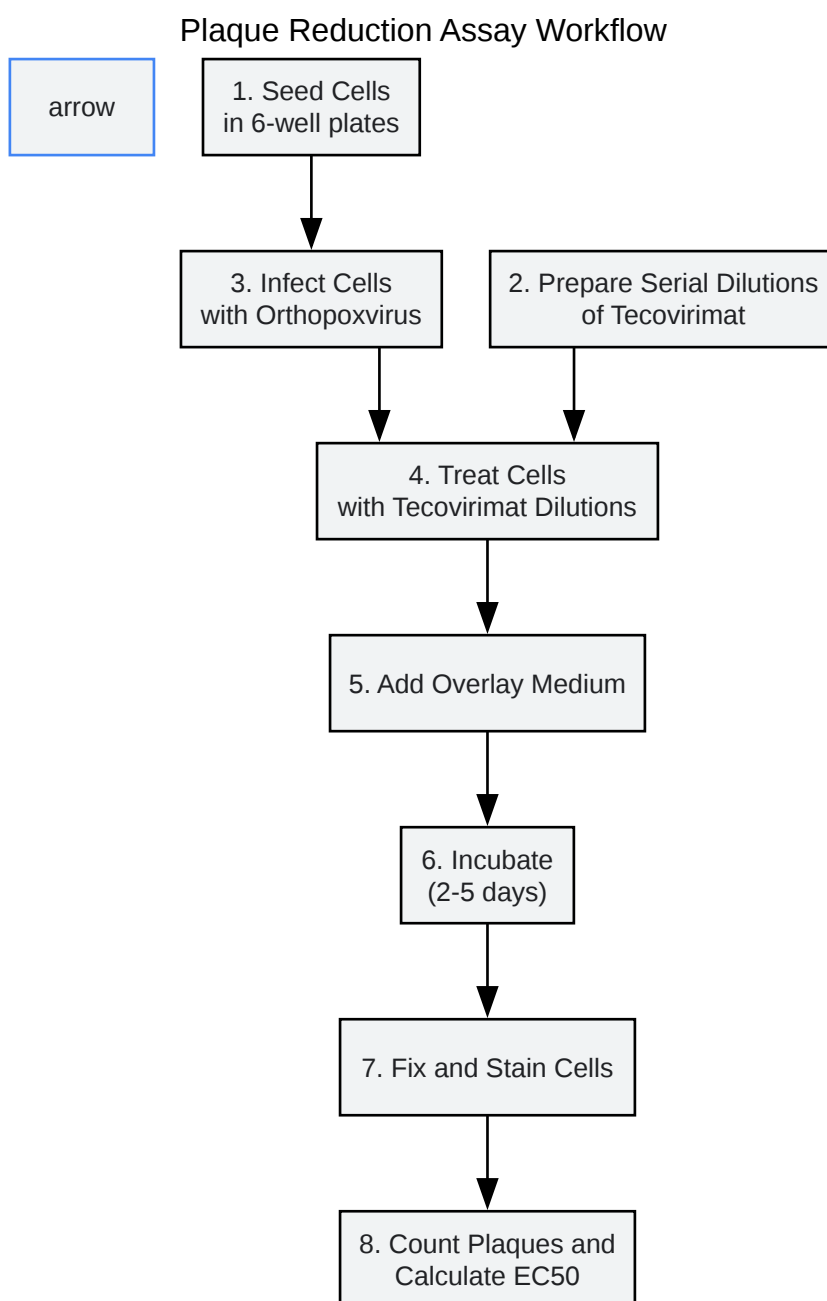 Plaque Reduction Assay Workflow
arrow
1. Seed Cells
in 6-well plates
3. Infect Cells
with Orthopoxvirus
2. Prepare Serial Dilutions
of Tecovirimat
4. Treat Cells
with Tecovirimat Dilutions
5. Add Overlay Medium
6. Incubate
(2-5 days)
7. Fix and Stain Cells
8. Count Plaques and
Calculate EC50